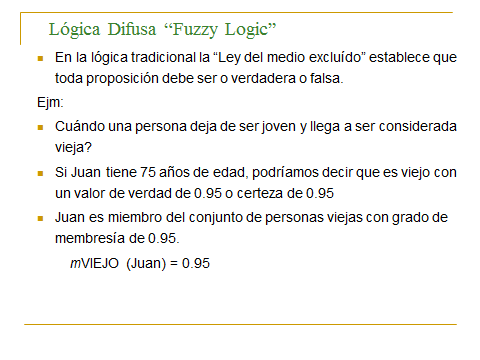 Lógica Difusa “Fuzzy Logic”
En la lógica tradicional la “Ley del medio excluído” establece que
toda proposición debe ser o verdadera o falsa.
Ejm:
Cuándo una persona deja de ser joven y llega a ser considerada
vieja?
Si Juan tiene 75 años de edad, podríamos decir que es viejo con
un valor de verdad de 0.95 o certeza de 0.95
Juan es miembro del conjunto de personas viejas con grado de
membresía de 0.95.
mVIEJO (Juan) = 0.95